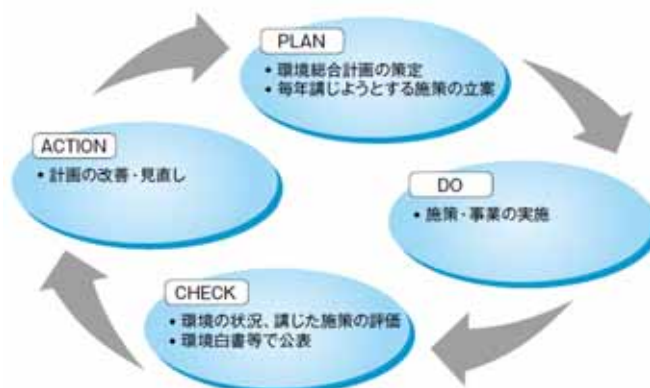 PLAN
• 環境総合計画の策定
• 毎年講じようとする施策の立案
ACTION
• 計画の改善・見直し
DO
• 施策・事業の実施
CHECK
• 環境の状況、講じた施策の評価
• 環境白書等で公表